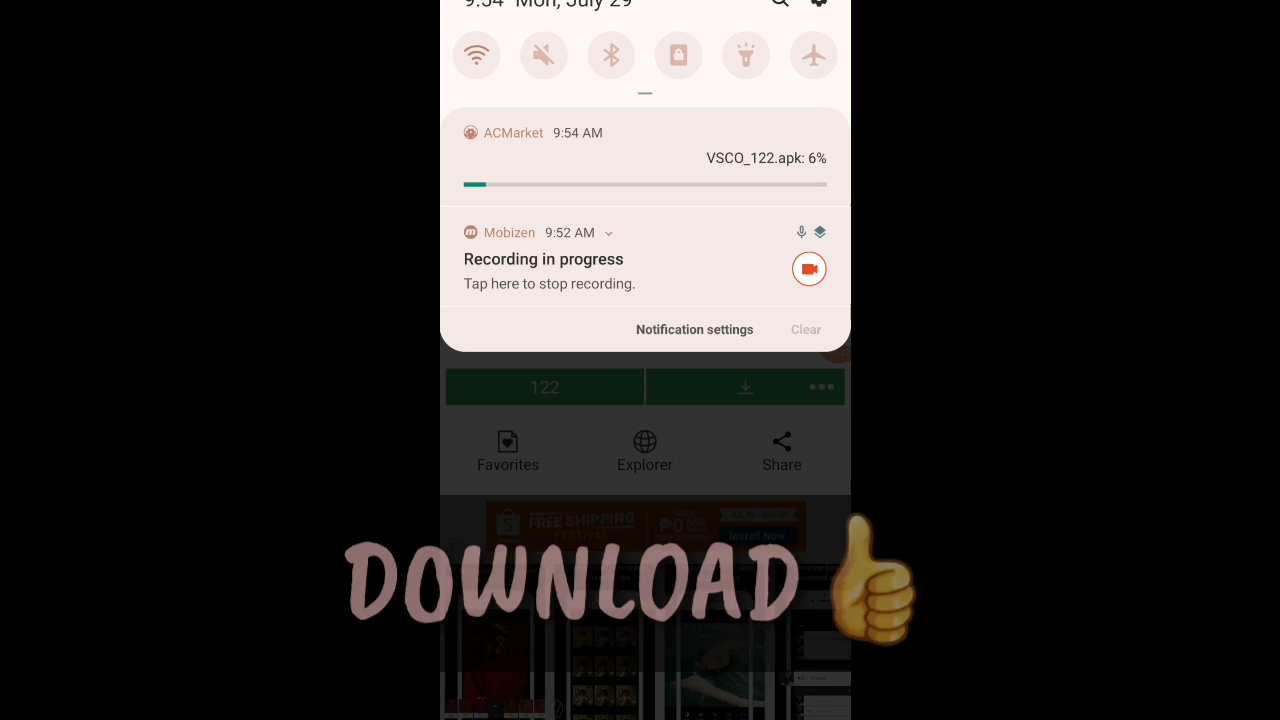 9:54 Mon, July 29
ACMarket 9:54 AM
VSCO_122.apk: 6%
Mobizen 9:52 AM
Recording in progress
Tap here to stop recording.
Notification settings Clear
122
Favorites Explorer Share
FREE SHIPPING
FESTIVAL
Install Now
DOWNLOAD